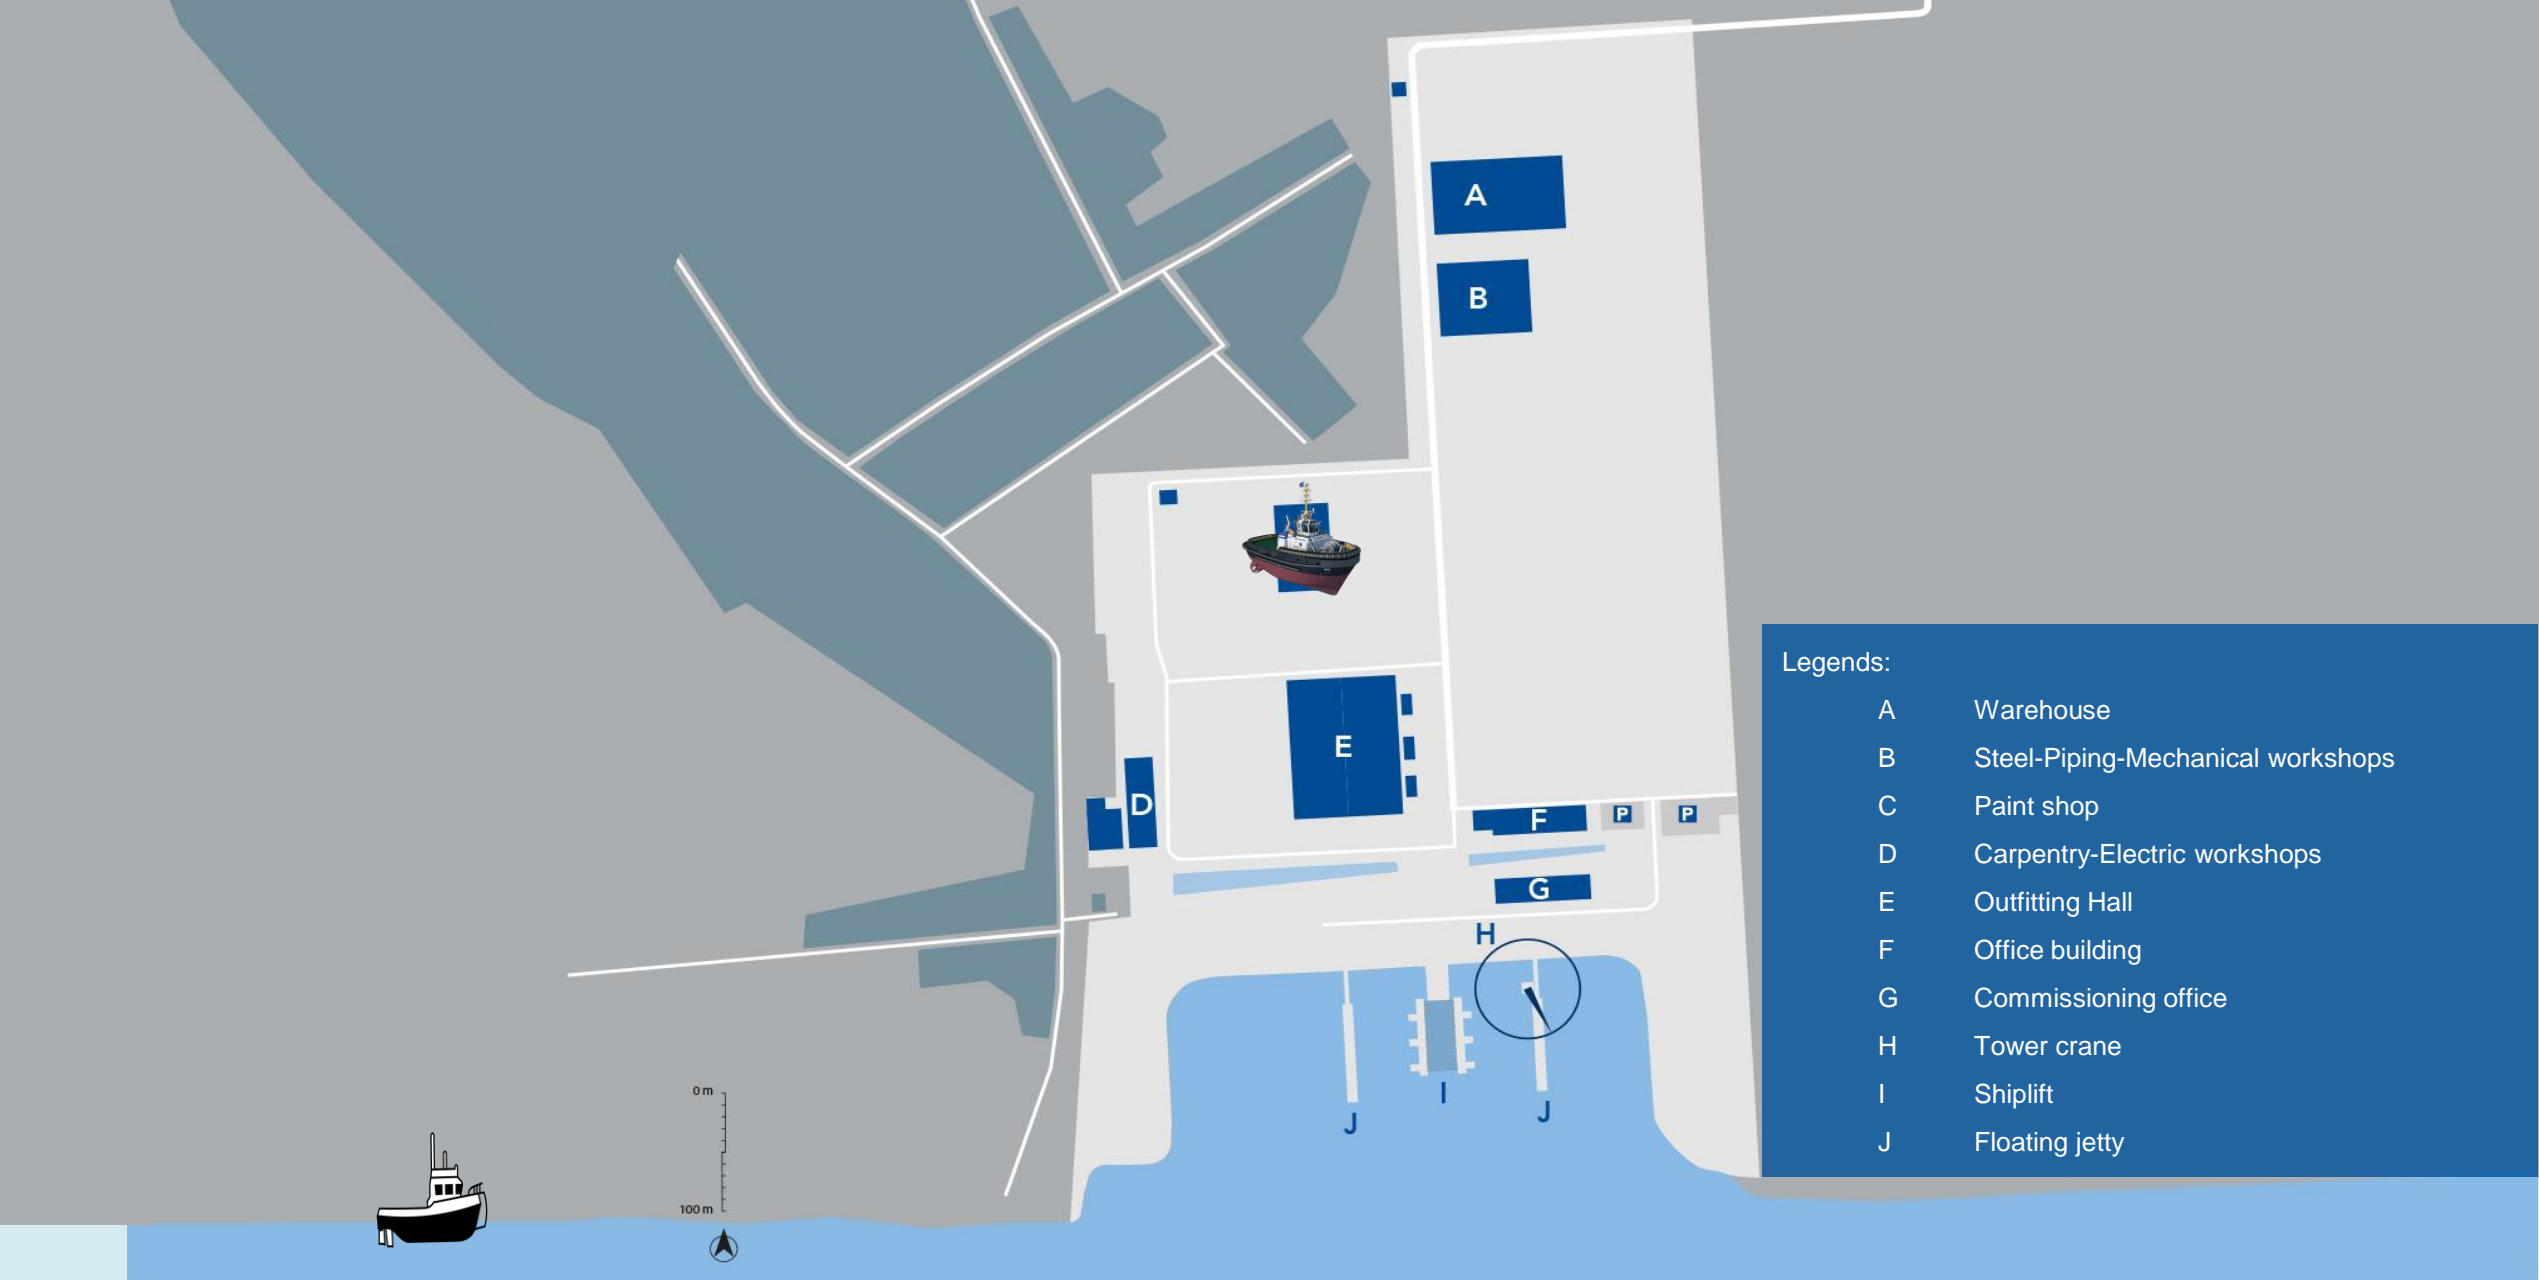 A
B
E
D
F
P
P
G
H
I
J
J
0 m
100 m
Legends:
A Warehouse
B Steel-Piping-Mechanical workshops
C Paint shop
D Carpentry-Electric workshops
E Outfitting Hall
F Office building
G Commissioning office
H Tower crane
I Shiplift
J Floating jetty